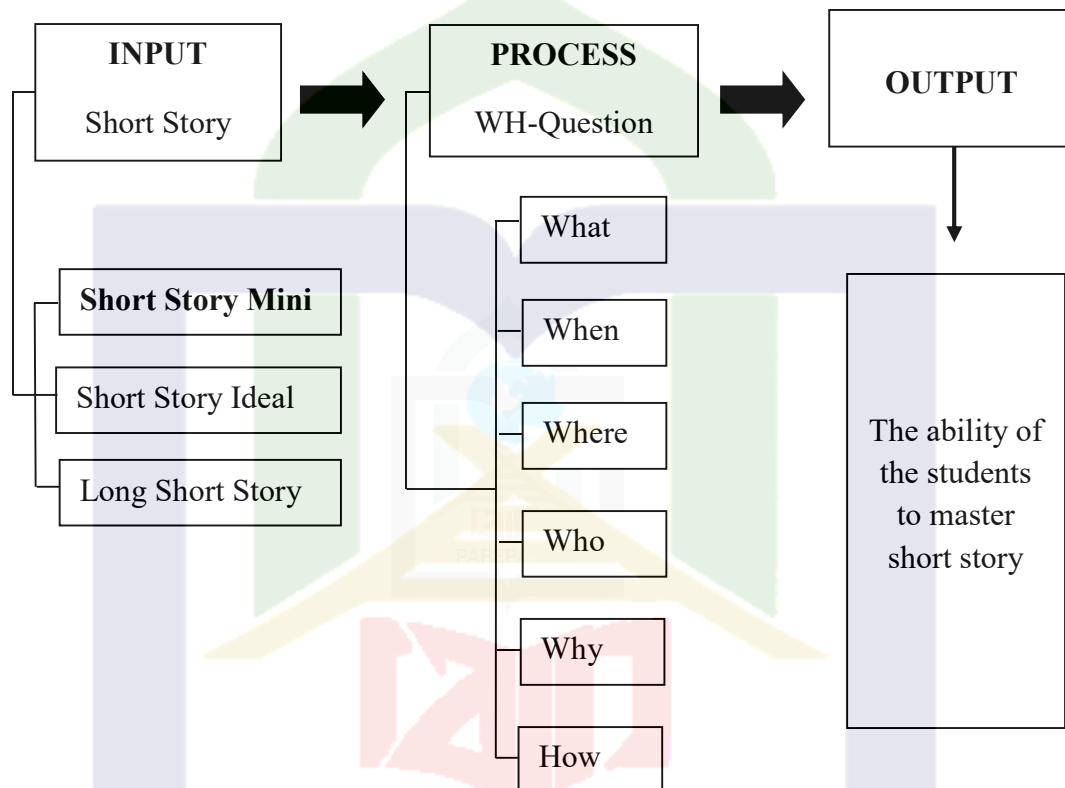 INPUT
Short Story
PROCESS
WH-Question
OUTPUT
Short Story Mini
Short Story Ideal
Long Short Story
What
When
Where
Who
Why
How
The ability of
the students
to master
short story